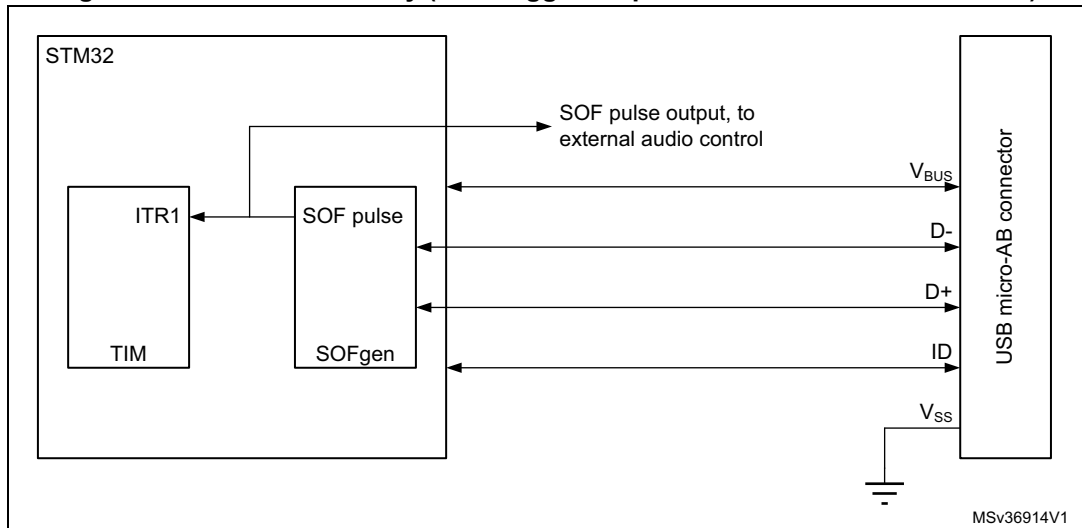 STM32
SOF pulse output, to
external audio control
VBUS
ITR1
SOF pulse
D-
D+
TIM
SOFgen
ID
VSS
USB micro-AB connector
MSv36914V1